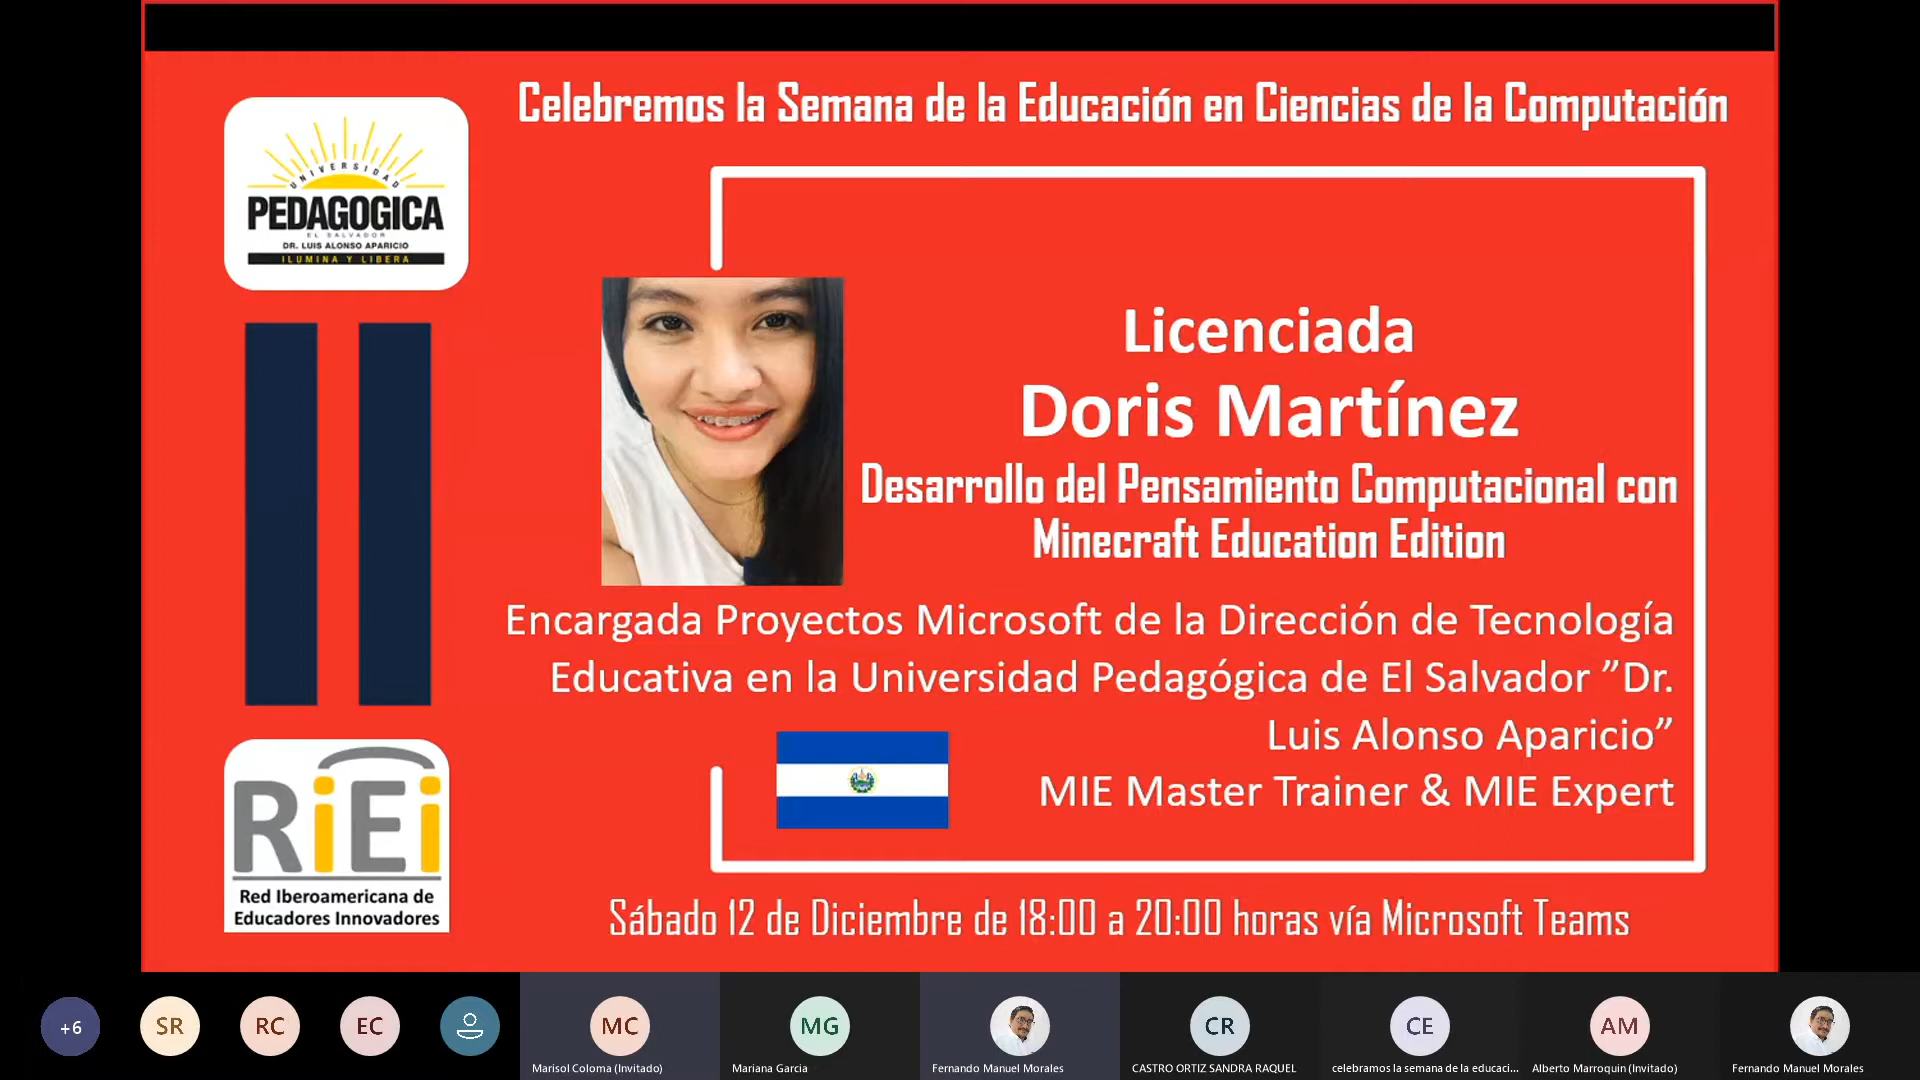 Celebremos la Semana de la Educación en Ciencias de la Computación
UNIVERSIDAD
PEDAGOGICA
EL SALVADOR
DR. LUIS ALONSO APARICIO
ILUMINA Y LIBERA
Licenciada
Doris Martínez
Desarrollo del Pensamiento Computacional con
Minecraft Education Edition
Encargada Proyectos Microsoft de la Dirección de Tecnología
Educativa en la Universidad Pedagógica de El Salvador ”Dr.
Luis Alonso Aparicio”
MIE Master Trainer & MIE Expert
RiEi
Red Iberoamericana de
Educadores Innovadores
Sábado 12 de Diciembre de 18:00 a 20:00 horas vía Microsoft Teams
+6
SR
RC
EC
MC
MG
CR
CE
AM
Marisol Coloma (Invitado)
Mariana Garcia
Fernando Manuel Morales
CASTRO ORTIZ SANDRA RAQUEL
celebramos la semana de la educaci...
Alberto Marroquin (Invitado)
Fernando Manuel Morales